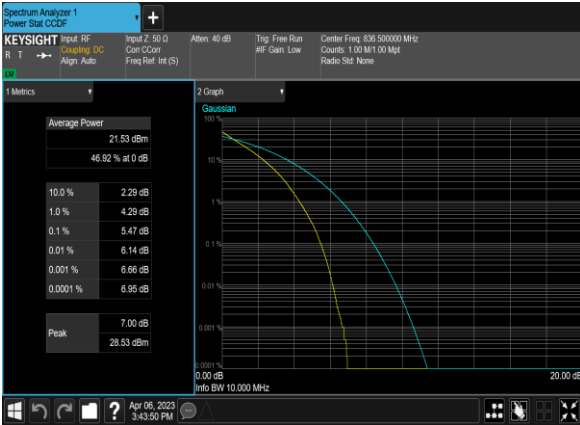 Spectrum Analyzer 1
Power Stat CCDF
+
KEYSIGHT
R T
LV
Input: RF
Coupling: DC
Align: Auto
Input Z: 50 Ω
Corr CCorr
Freq Ref: Int (S)
Atten: 40 dB
Trig: Free Run
#IF Gain: Low
Center Freq: 836.500000 MHz
Counts: 1.00 M/1.00 Mpt
Radio Std: None
1 Metrics
Average Power
21.53 dBm
46.92 % at 0 dB
10.0 % 2.29 dB
1.0 % 4.29 dB
0.1 % 5.47 dB
0.01 % 6.14 dB
0.001 % 6.66 dB
0.0001 % 6.95 dB
Peak
7.00 dB
28.53 dBm
2 Graph
Gaussian
100 %
10 %
1 %
0.1 %
0.01 %
0.001 %
0.0001 %
0.00 dB
20.00 dB
Info BW 10.000 MHz
?
Apr 06, 2023
3:43:50 PM